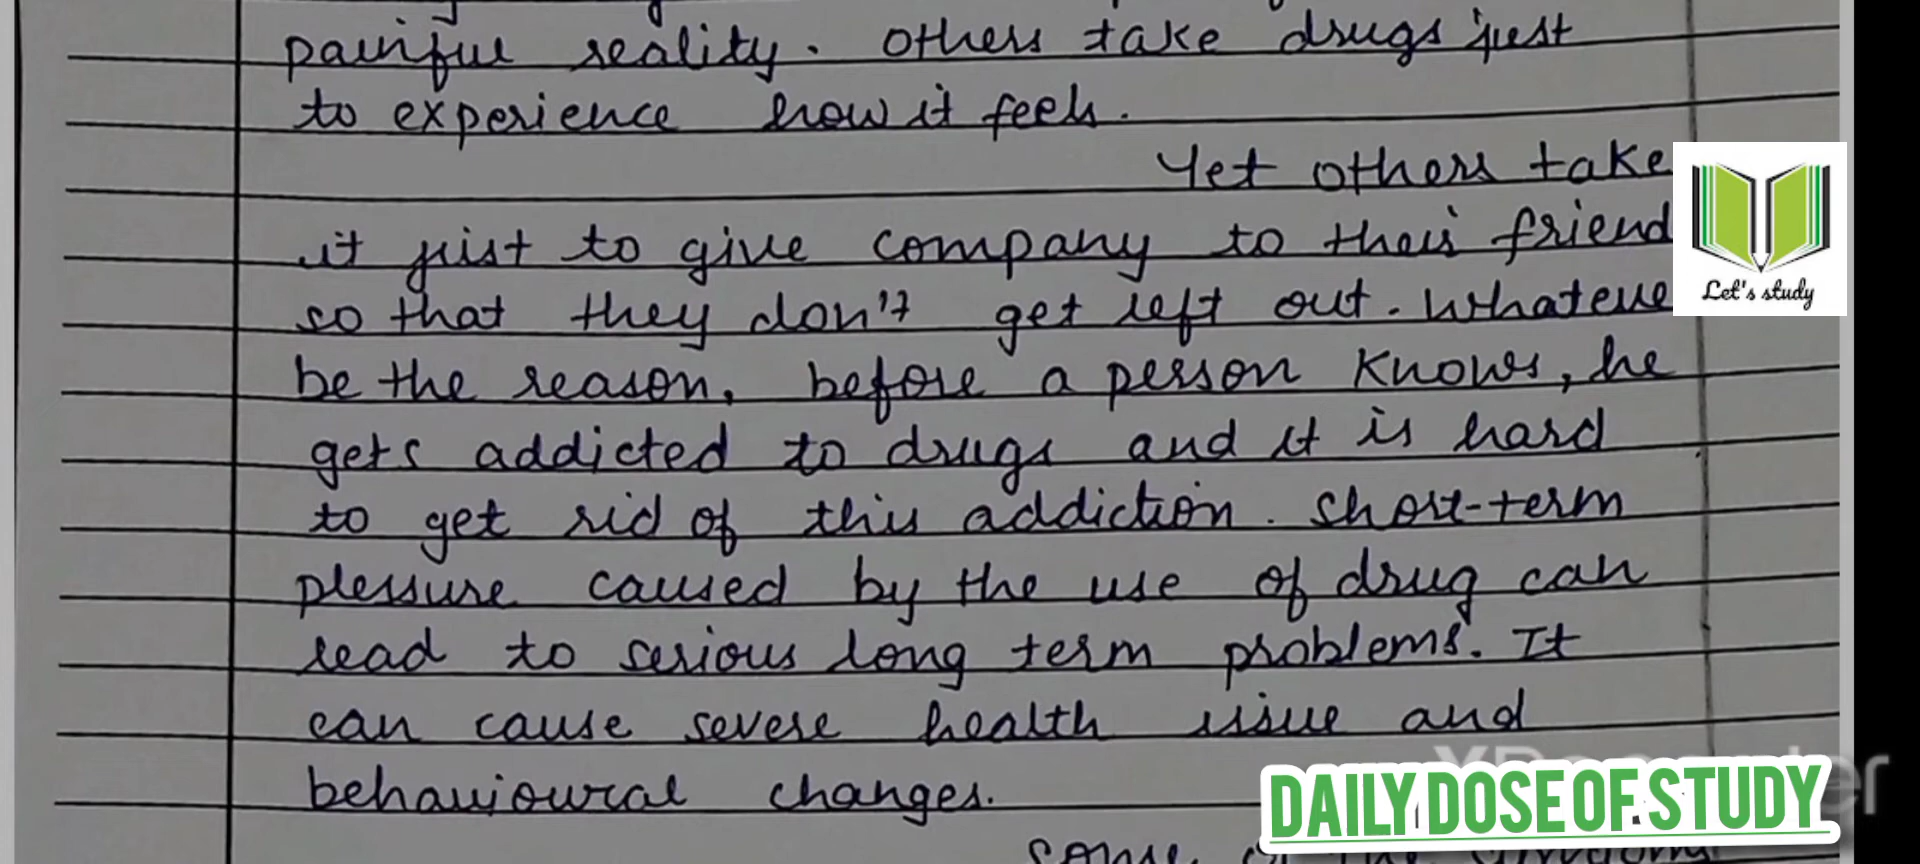 painful reality. Others take drugs just
to experience how it feels.
Yet others take
it just to give company to their friend
so that they don't get left out. Whateve
be the reason, before a person knows, he
gets addicted to drugs and it is hard
to get rid of this addiction. Short-term
plessure caused by the use of drug can
lead to serious long term problems. It
can cause severe health issue and
behavioural changes.
Let's study
DAILY DOSE OF STUDY